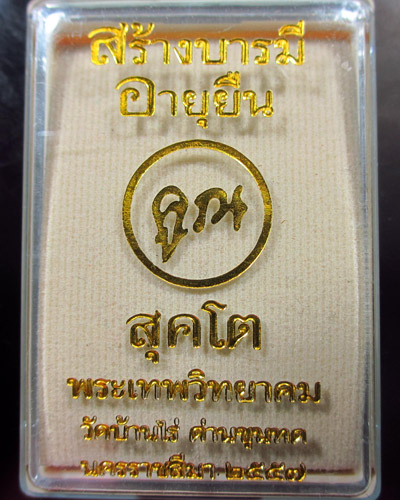 สร้างบารมี
อายุยืน
คูณ
สุคโต
พระเทพวิทยาคม
วัดบ้านไร่ ด่านขุนทด
นครราชสีมา ๒๕๕๗